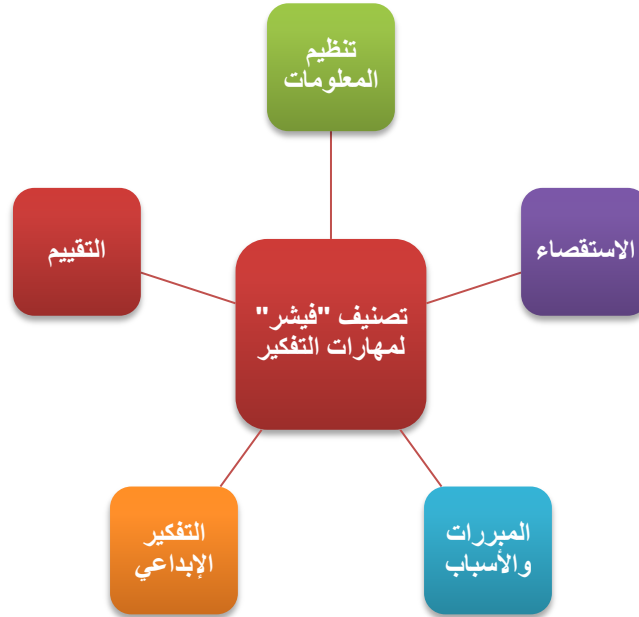 تنظيم
المعلومات
الاستقصاء
التقييم
تصنيف "فيشر"
لمهارات التفكير
المبررات
والأسباب
التفكير
الإبداعي